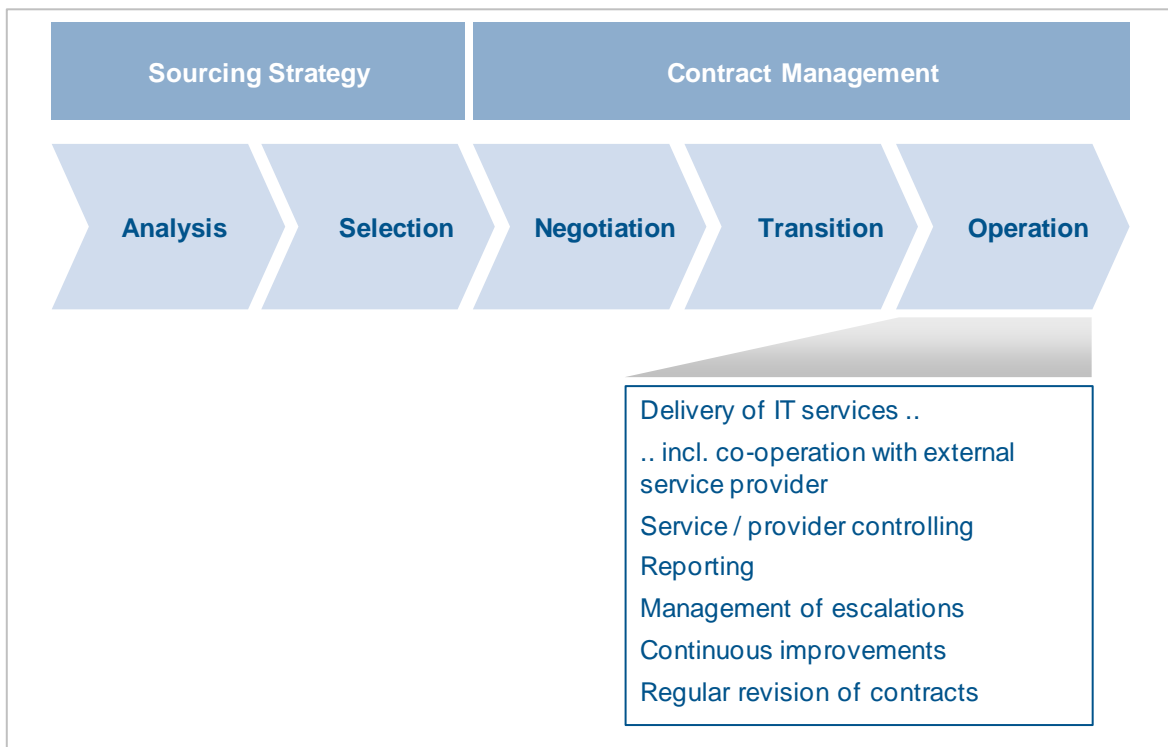 Sourcing Strategy
Contract Management
Analysis
Selection
Negotiation
Transition
Operation
Delivery of IT services ..
.. incl. co-operation with external
service provider
Service / provider controlling
Reporting
Management of escalations
Continuous improvements
Regular revision of contracts